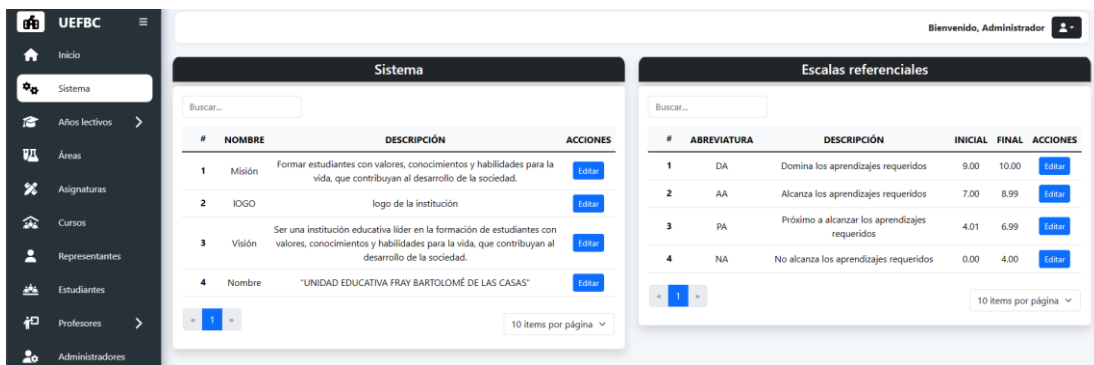 UEFBC
Bienvenido, Administrador
Inicio
Sistema
Años lectivos
Áreas
Asignaturas
Cursos
Representantes
Estudiantes
Profesores
Administradores
Sistema
Buscar...
# NOMBRE DESCRIPCIÓN ACCIONES
1 Misión Formar estudiantes con valores, conocimientos y habilidades para la
vida, que contribuyan al desarrollo de la sociedad. Editar
2 lOGO logo de la institución Editar
3 Visión Ser una institución educativa líder en la formación de estudiantes con
valores, conocimientos y habilidades para la vida, que contribuyan al
desarrollo de la sociedad. Editar
4 Nombre "UNIDAD EDUCATIVA FRAY BARTOLOMÉ DE LAS CASAS" Editar
« 1 »
10 items por página
Escalas referenciales
Buscar...
# ABREVIATURA DESCRIPCIÓN INICIAL FINAL ACCIONES
1 DA Domina los aprendizajes requeridos 9.00 10.00 Editar
2 AA Alcanza los aprendizajes requeridos 7.00 8.99 Editar
3 PA Próximo a alcanzar los aprendizajes
requeridos 4.01 6.99 Editar
4 NA No alcanza los aprendizajes requeridos 0.00 4.00 Editar
« 1 »
10 items por página